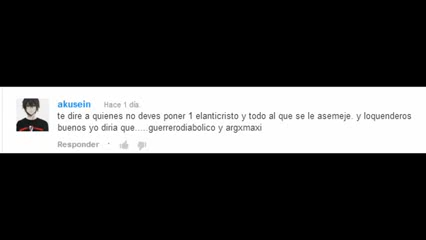 akusein Hace 1 día.
te dire a quienes no deves poner 1 elanticristo y todo al que se le asemeje. y loquenderos
buenos yo diria que.....guerrerodiabolico y argxmaxi
Responder ·